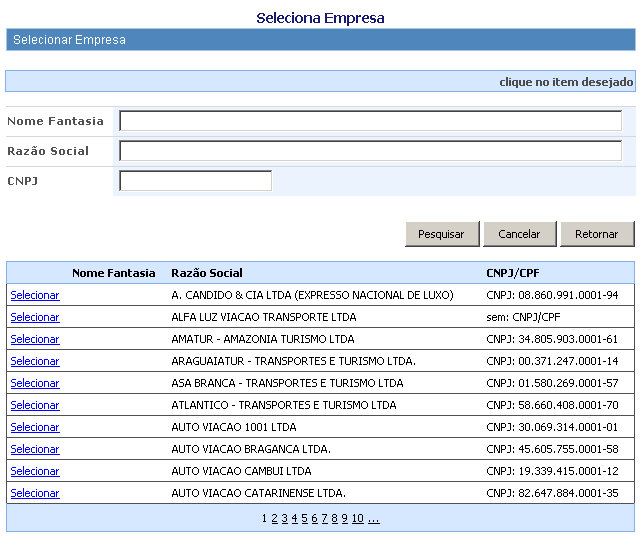 Seleciona Empresa
Selecionar Empresa
clique no item desejado
Nome Fantasia
Razão Social
CNPJ
Pesquisar Cancelar Retornar
Nome Fantasia Razão Social CNPJ/CPF
Selecionar A. CANDIDO & CIA LTDA (EXPRESSO NACIONAL DE LUXO) CNPJ: 08.860.991.0001-94
Selecionar ALFA LUZ VIACAO TRANSPORTE LTDA sem: CNPJ/CPF
Selecionar AMATUR - AMAZONIA TURISMO LTDA CNPJ: 34.805.903.0001-61
Selecionar ARAGUAIATUR - TRANSPORTES E TURISMO LTDA. CNPJ: 00.371.247.0001-14
Selecionar ASA BRANCA - TRANSPORTES E TURISMO LTDA CNPJ: 01.580.269.0001-57
Selecionar ATLANTICO - TRANSPORTES E TURISMO LTDA CNPJ: 58.660.408.0001-70
Selecionar AUTO VIACAO 1001 LTDA CNPJ: 30.069.314.0001-01
Selecionar AUTO VIACAO BRAGANCA LTDA. CNPJ: 45.605.755.0001-58
Selecionar AUTO VIACAO CAMBUI LTDA CNPJ: 19.339.415.0001-12
Selecionar AUTO VIACAO CATARINENSE LTDA. CNPJ: 82.647.884.0001-35
1 2 3 4 5 6 7 8 9 10 ...